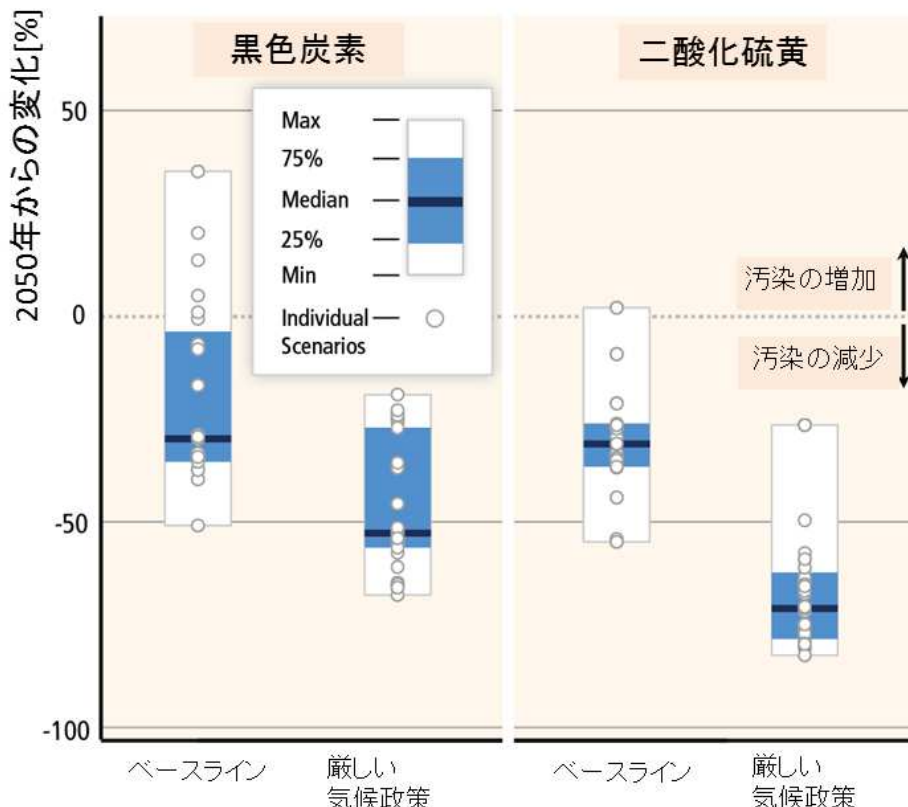 2050年からの変化[%]
黒色炭素
二酸化硫黄
50
0
-50
-100
Max
75%
Median
25%
Min
Individual
Scenarios
汚染の増加
汚染の減少
ベースライン
厳しい
気候政策
ベースライン
厳しい
気候政策